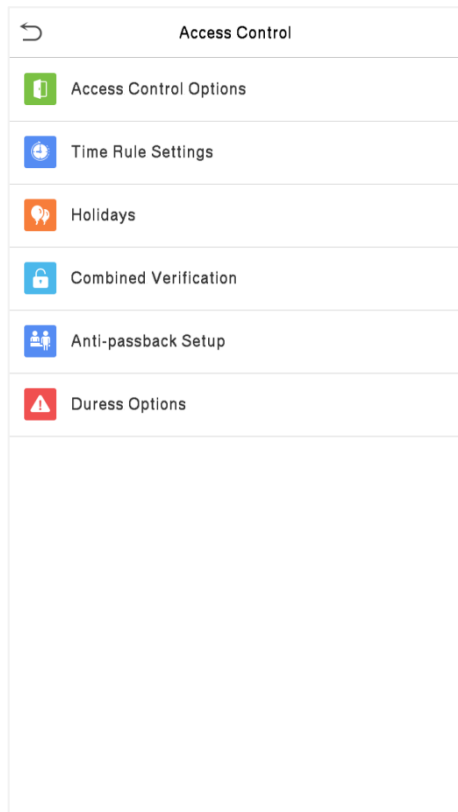 Access Control
Access Control Options
Time Rule Settings
Holidays
Combined Verification
Anti-passback Setup
Duress Options